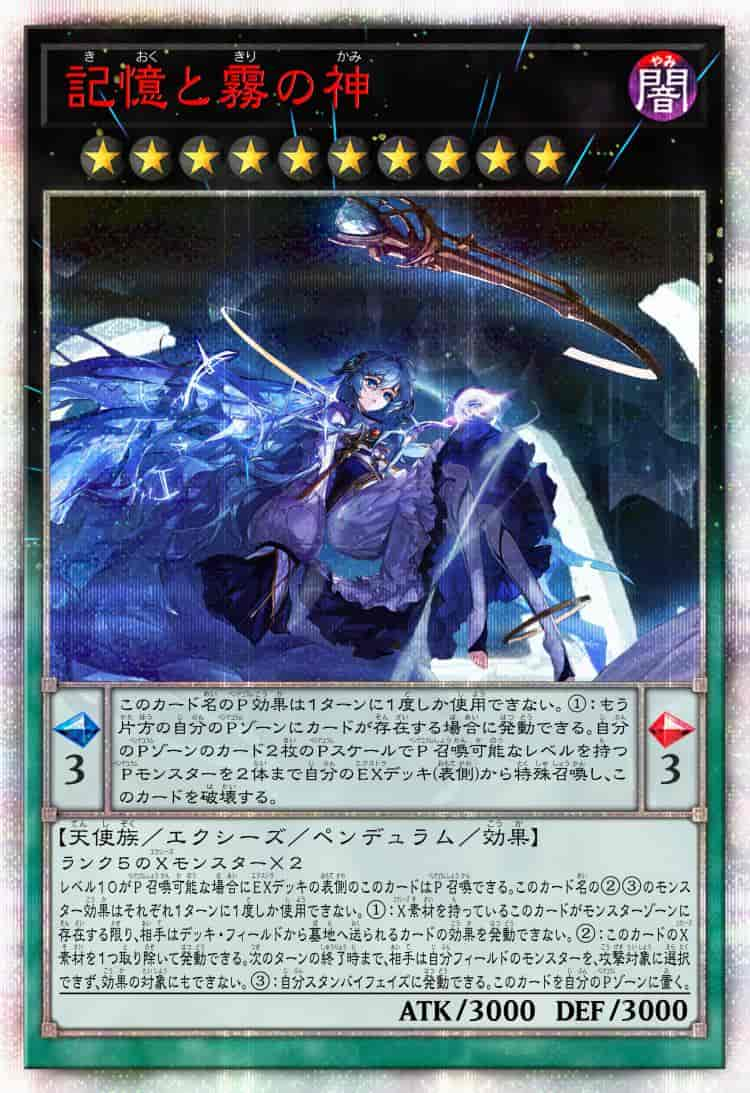 記憶と霧の神
闇
このカード名のP効果は1ターンに1度しか使用できない。①:もう
片方の自分のPゾーンにカードが存在する場合に発動できる。自分
のPゾーンのカード2枚のPスケールでP召喚可能なレベルを持つ
Pモンスターを2体まで自分のEXデッキ(表側)から特殊召喚し、こ
のカードを破壊する。
3
3
【天使族/エクシーズ/ペンデュラム/効果】
ランク5のXモンスター×2
レベル10がP召喚可能な場合にEXデッキの表側のこのカードはP召喚できる。このカード名の②③のモンス
ター効果はそれぞれ1ターンに1度しか使用できない。①:X素材を持っているこのカードがモンスターゾーンに
存在する限り、相手はデッキ・フィールドから墓地へ送られるカードの効果を発動できない。②:このカードのX
素材を1つ取り除いて発動できる。次のターンの終了時まで、相手は自分フィールドのモンスターを、攻撃対象に選択
できず、効果の対象にもできない。③:自分スタンバイフェイズに発動できる。このカードを自分のPゾーンに置く。
ATK/3000 DEF/3000